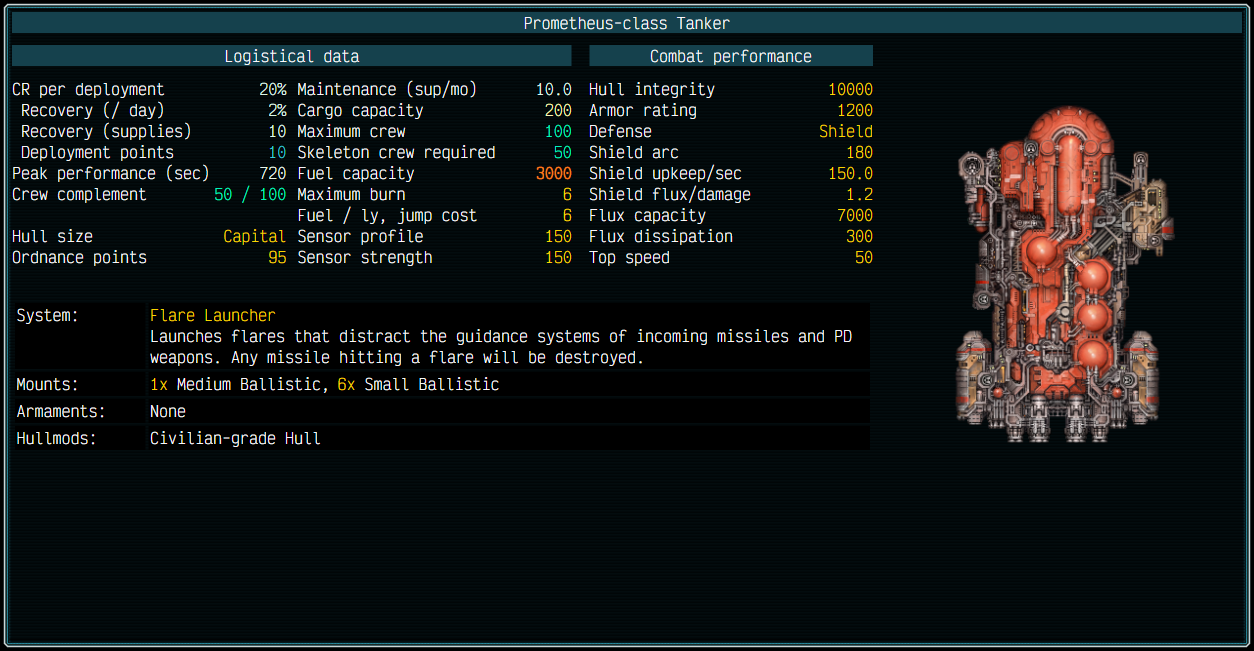 Prometheus-class Tanker
Logistical data
CR per deployment 20%
Recovery (/ day) 2%
Recovery (supplies) 10
Deployment points 10
Peak performance (sec) 720
Crew complement 50 / 100
Hull size Capital
Ordnance points 95
Maintenance (sup/mo) 10.0
Cargo capacity 200
Maximum crew 100
Skeleton crew required 50
Fuel capacity 3000
Maximum burn 6
Fuel / ly, jump cost 6
Sensor profile 150
Sensor strength 150
Combat performance
Hull integrity 10000
Armor rating 1200
Defense Shield
Shield arc 180
Shield upkeep/sec 150.0
Shield flux/damage 1.2
Flux capacity 7000
Flux dissipation 300
Top speed 50
System: Flare Launcher
Launches flares that distract the guidance systems of incoming missiles and PD
weapons. Any missile hitting a flare will be destroyed.
Mounts: 1x Medium Ballistic, 6x Small Ballistic
Armaments: None
Hullmods: Civilian-grade Hull